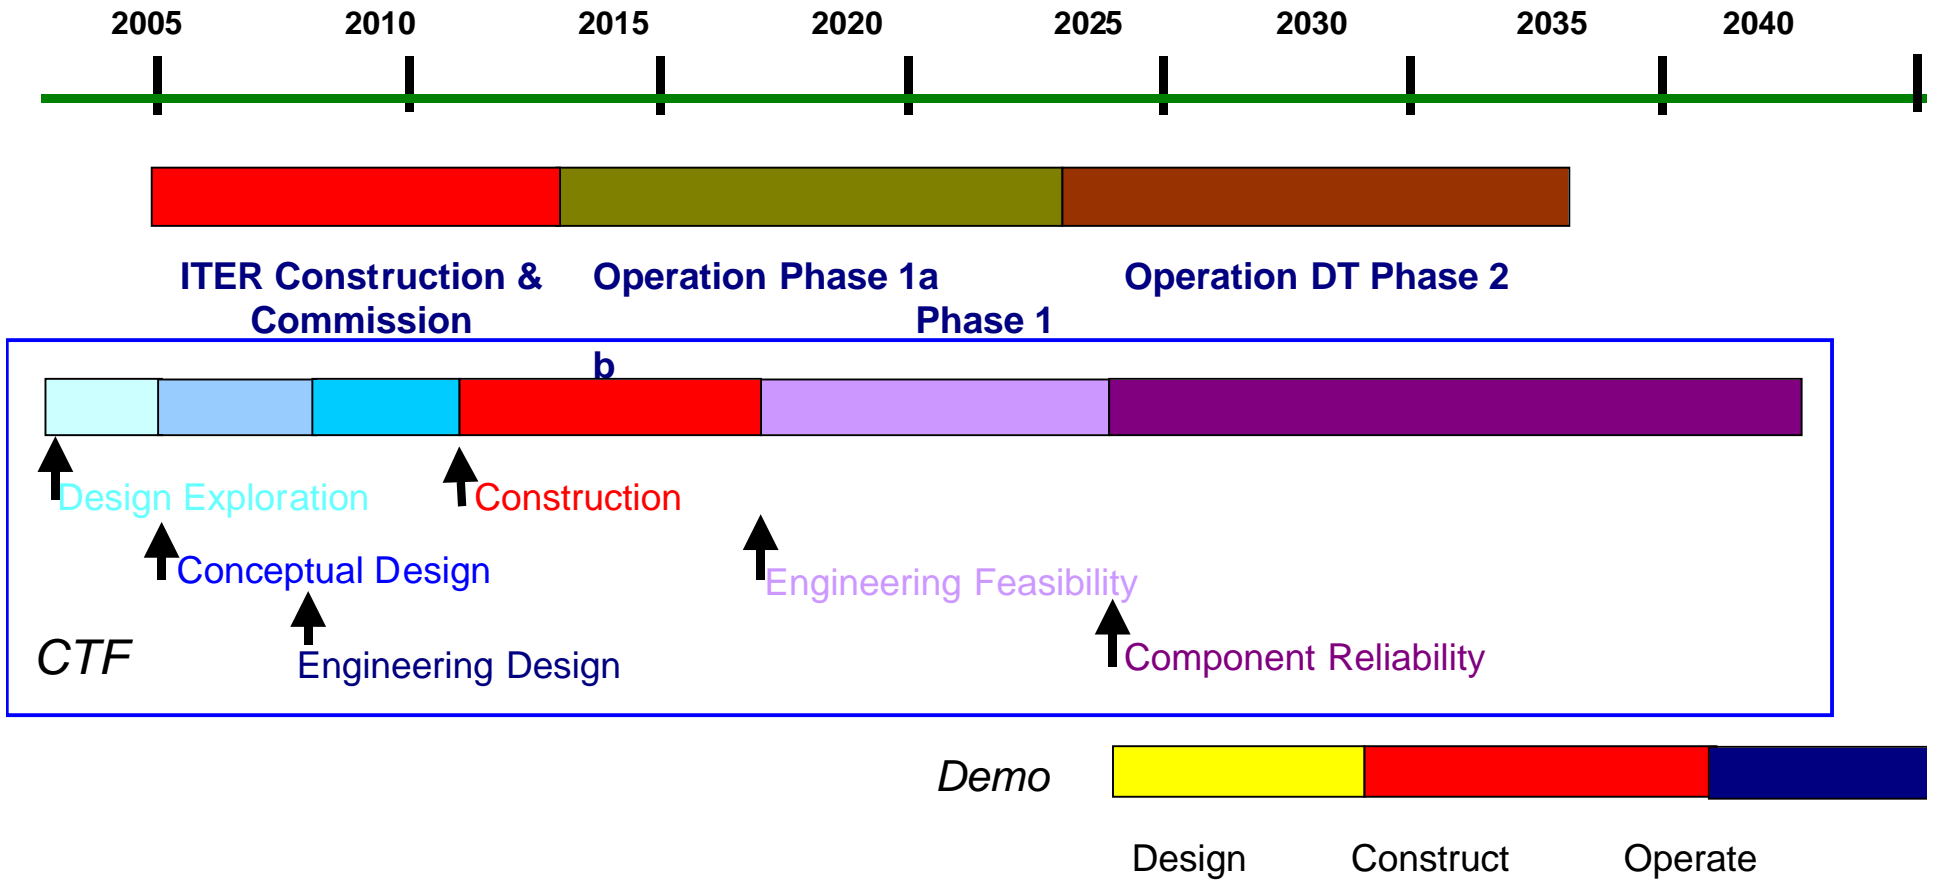 2005 2010 2015 2020 2025 2030 2035 2040
ITER Construction & Operation Phase 1a Operation DT Phase 2
Commission Phase 1
b
Design Exploration Construction
Conceptual Design Engineering Feasibility
CTF Engineering Design Component Reliability
Demo
Design Construct Operate